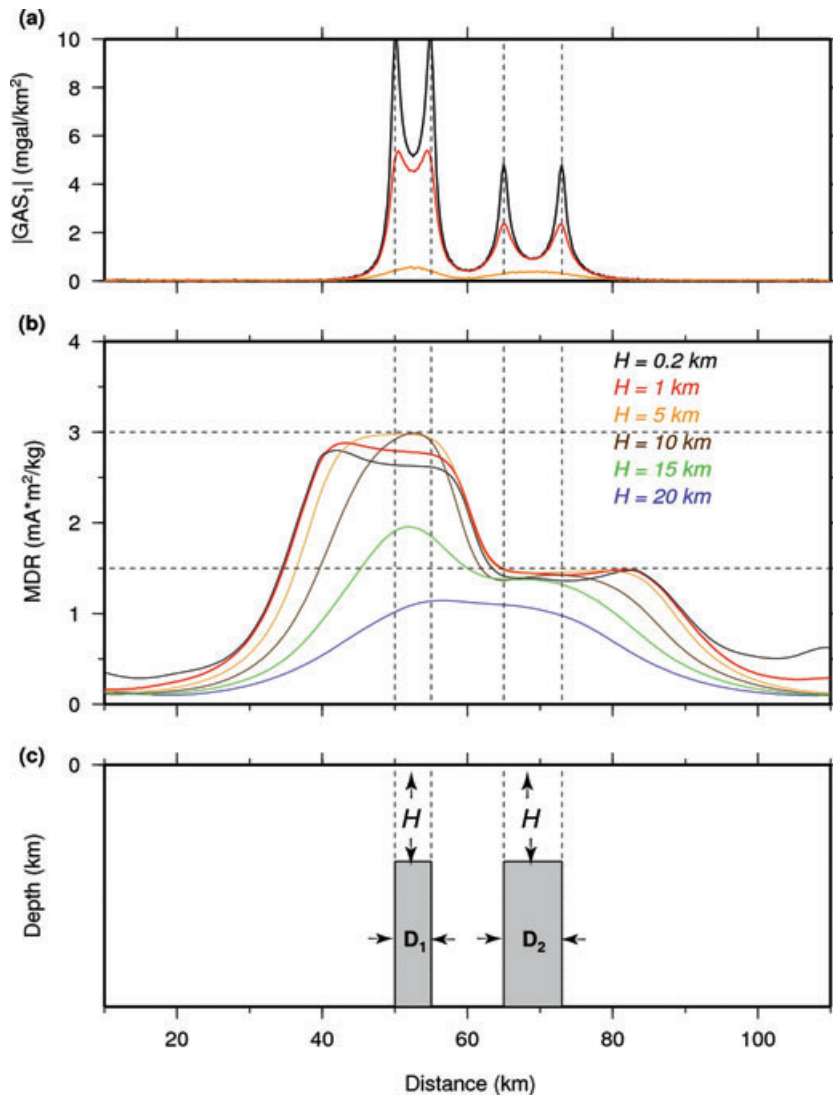 (a)
10
8
6
4
2
0
|GAS₁| (mgal/km²)
(b)
4
3
2
1
0
MDR (mA*m²/kg)
H = 0.2 km
H = 1 km
H = 5 km
H = 10 km
H = 15 km
H = 20 km
(c)
0
Depth (km)
H H
D₁ D₂
20 40 60 80 100
Distance (km)